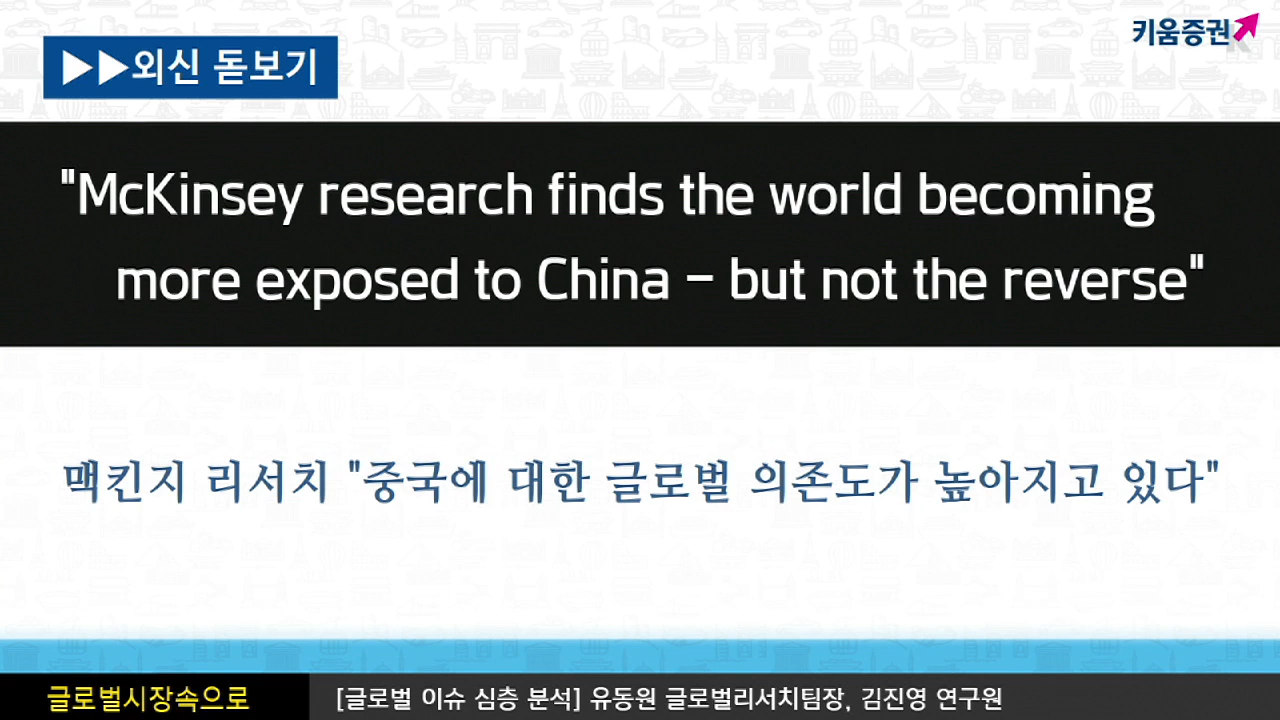 키움증권
▶▶외신 돋보기
"McKinsey research finds the world becoming
more exposed to China – but not the reverse"
맥킨지 리서치 "중국에 대한 글로벌 의존도가 높아지고 있다"
글로벌시장속으로
[글로벌 이슈 심층 분석] 유동원 글로벌리서치팀장, 김진영 연구원